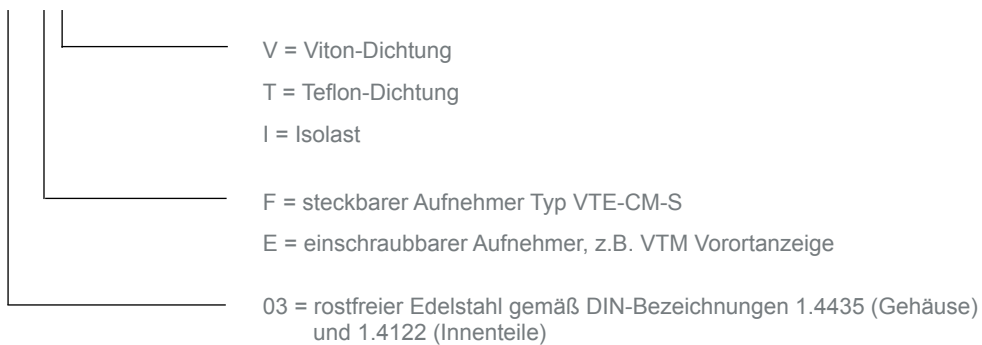 V = Viton-Dichtung
T = Teflon-Dichtung
I = Isolast
F = steckbarer Aufnehmer Typ VTE-CM-S
E = einschraubbarer Aufnehmer, z.B. VTM Vorortanzeige
03 = rostfreier Edelstahl gemäß DIN-Bezeichnungen 1.4435 (Gehäuse)
und 1.4122 (Innenteile)